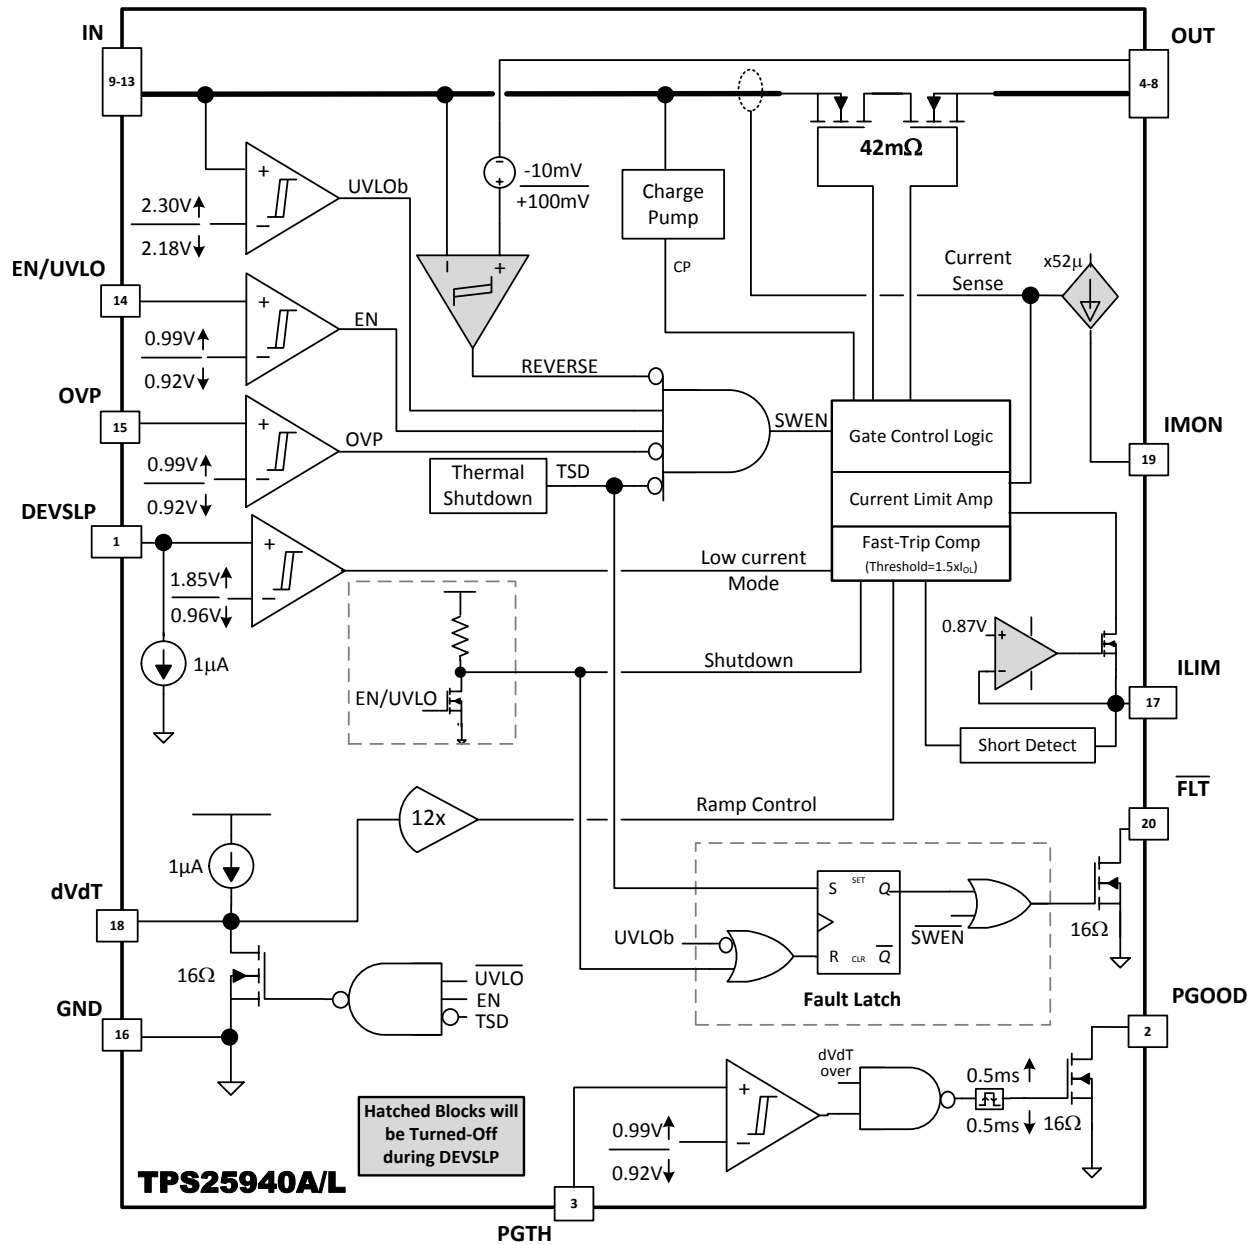 IN
OUT
9-13
4-8
42mΩ
-10mV
+100mV
Charge
Pump
CP
UVLOb
+
−
2.30V
2.18V
−
+
−
+
Current
Sense
x52µ
EN/UVLO
14
EN
+
−
0.99V
0.92V
REVERSE
OVP
15
OVP
+
−
0.99V
0.92V
SWEN
Gate Control Logic
Current Limit Amp
Fast-Trip Comp
(Threshold=1.5xIOL)
IMON
19
Thermal
Shutdown
TSD
DEVSLP
1
+
−
1.85V
0.96V
Low current
Mode
1µA
EN/UVLO
Shutdown
0.87V
+
−
ILIM
17
Short Detect
12x
Ramp Control
FLT
20
1µA
dVdT
18
S
SET
Q
R
CLR
Q
UVLOb
SWEN
Fault Latch
16Ω
16Ω
UVLO
EN
TSD
GND
16
PGOOD
2
dVdT
over
0.5ms
0.5ms
16Ω
+
−
0.99V
0.92V
Hatched Blocks will
be Turned-Off
during DEVSLP
TPS25940A/L
3
PGTH